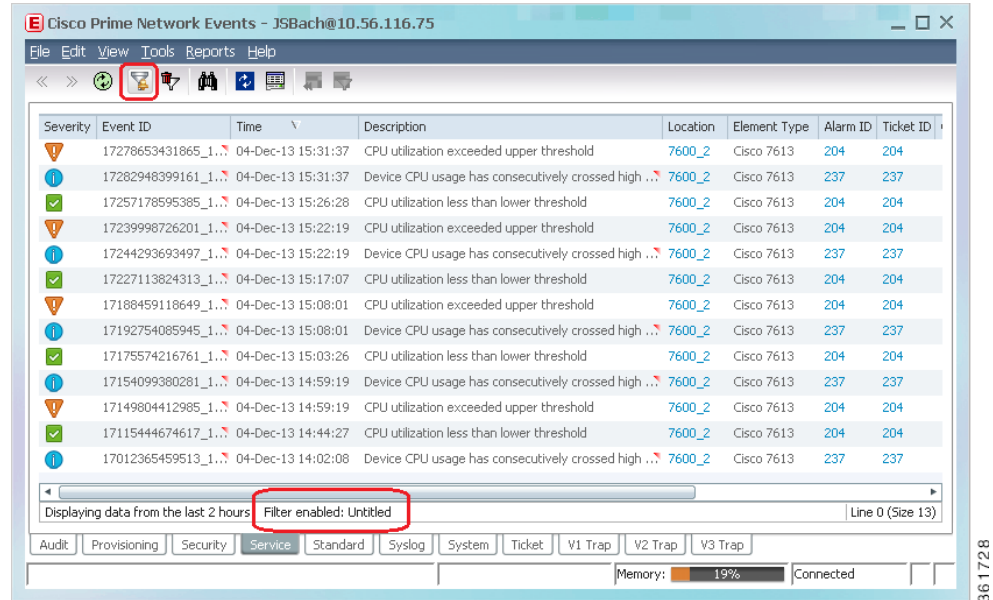 E Cisco Prime Network Events - JSBach@10.56.116.75
File Edit View Tools Reports Help
Severity Event ID Time Description Location Element Type Alarm ID Ticket ID
17278653431865_1... 04-Dec-13 15:31:37 CPU utilization exceeded upper threshold 7600_2 Cisco 7613 204 204
17282948399161_1... 04-Dec-13 15:31:37 Device CPU usage has consecutively crossed high ... 7600_2 Cisco 7613 237 237
17257178595385_1... 04-Dec-13 15:26:28 CPU utilization less than lower threshold 7600_2 Cisco 7613 204 204
17239998726201_1... 04-Dec-13 15:22:19 CPU utilization exceeded upper threshold 7600_2 Cisco 7613 204 204
17244293693497_1... 04-Dec-13 15:22:19 Device CPU usage has consecutively crossed high ... 7600_2 Cisco 7613 237 237
17227113824313_1... 04-Dec-13 15:17:07 CPU utilization less than lower threshold 7600_2 Cisco 7613 204 204
17188459118649_1... 04-Dec-13 15:08:01 CPU utilization exceeded upper threshold 7600_2 Cisco 7613 204 204
17192754085945_1... 04-Dec-13 15:08:01 Device CPU usage has consecutively crossed high ... 7600_2 Cisco 7613 237 237
17175574216761_1... 04-Dec-13 15:03:26 CPU utilization less than lower threshold 7600_2 Cisco 7613 204 204
17154099380281_1... 04-Dec-13 14:59:19 Device CPU usage has consecutively crossed high ... 7600_2 Cisco 7613 237 237
17149804412985_1... 04-Dec-13 14:59:19 CPU utilization exceeded upper threshold 7600_2 Cisco 7613 204 204
17115444674617_1... 04-Dec-13 14:44:27 CPU utilization less than lower threshold 7600_2 Cisco 7613 204 204
17012365459513_1... 04-Dec-13 14:02:08 Device CPU usage has consecutively crossed high ... 7600_2 Cisco 7613 237 237
Displaying data from the last 2 hours Filter enabled: Untitled Line 0 (Size 13)
Audit Provisioning Security Service Standard Syslog System Ticket V1 Trap V2 Trap V3 Trap
Memory: 19% Connected
361728